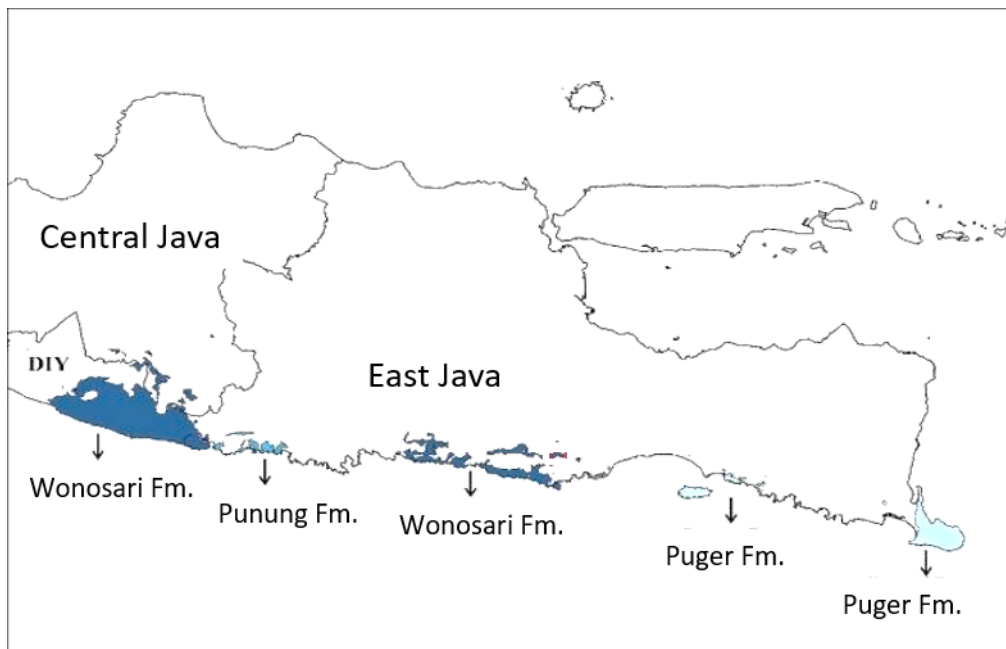 Central Java
DIY
East Java
Wonosari Fm.
Punung Fm.
Wonosari Fm.
Puger Fm.
Puger Fm.